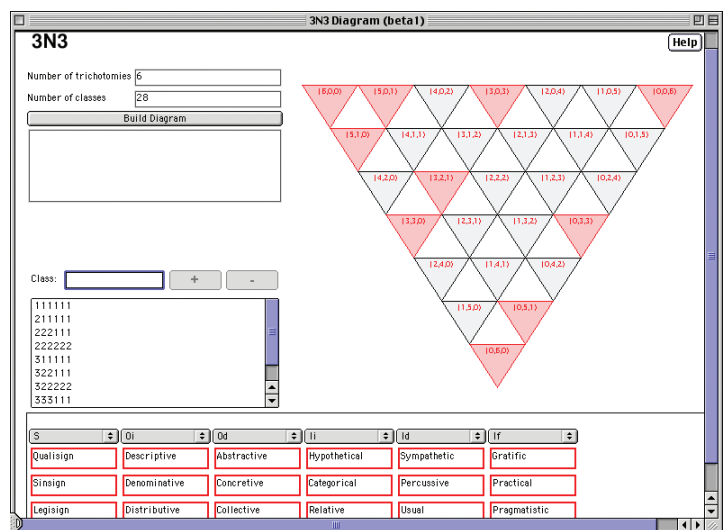 3N3 Diagram (beta1)
3N3
Help
Number of trichotomies 6
Number of classes 28
Build Diagram
(6,0,0) (5,0,1) (4,0,2) (3,0,3) (2,0,4) (1,0,5) (0,0,6)
(5,1,0) (4,1,1) (3,1,2) (2,1,3) (1,1,4) (0,1,5)
(4,2,0) (3,2,1) (2,2,2) (1,2,3) (0,2,4)
(3,3,0) (2,3,1) (1,3,2) (0,3,3)
(2,4,0) (1,4,1) (0,4,2)
(1,5,0) (0,5,1)
(0,6,0)
Class: + -
111111
211111
222111
222222
311111
322111
322222
333111
S Oi Od Ii Id If
Qualisign Descriptive Abstractive Hypothetical Sympathetic Gratific
Sinsign Denominative Concretive Categorical Percussive Practical
Legisign Distributive Collective Relative Usual Pragmatistic